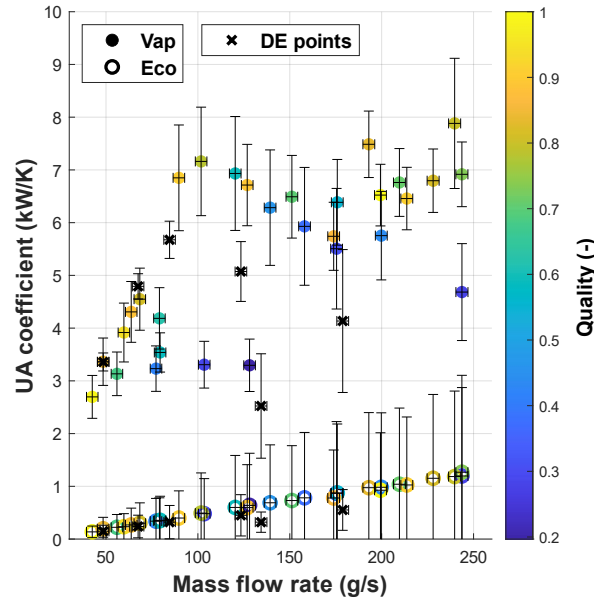 Vap
Eco
DE points
10
9
8
7
6
5
4
3
2
1
0
UA coefficient (kW/K)
50 100 150 200 250
Mass flow rate (g/s)
1
0.9
0.8
0.7
0.6
0.5
0.4
0.3
0.2
Quality (-)